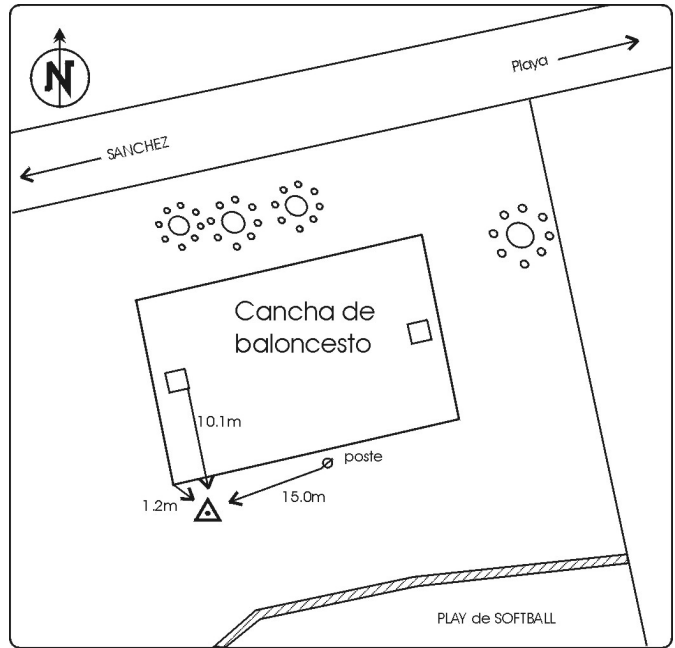 N
Playa
SANCHEZ
Cancha de
baloncesto
10.1m
poste
1.2m
15.0m
PLAY de SOFTBALL